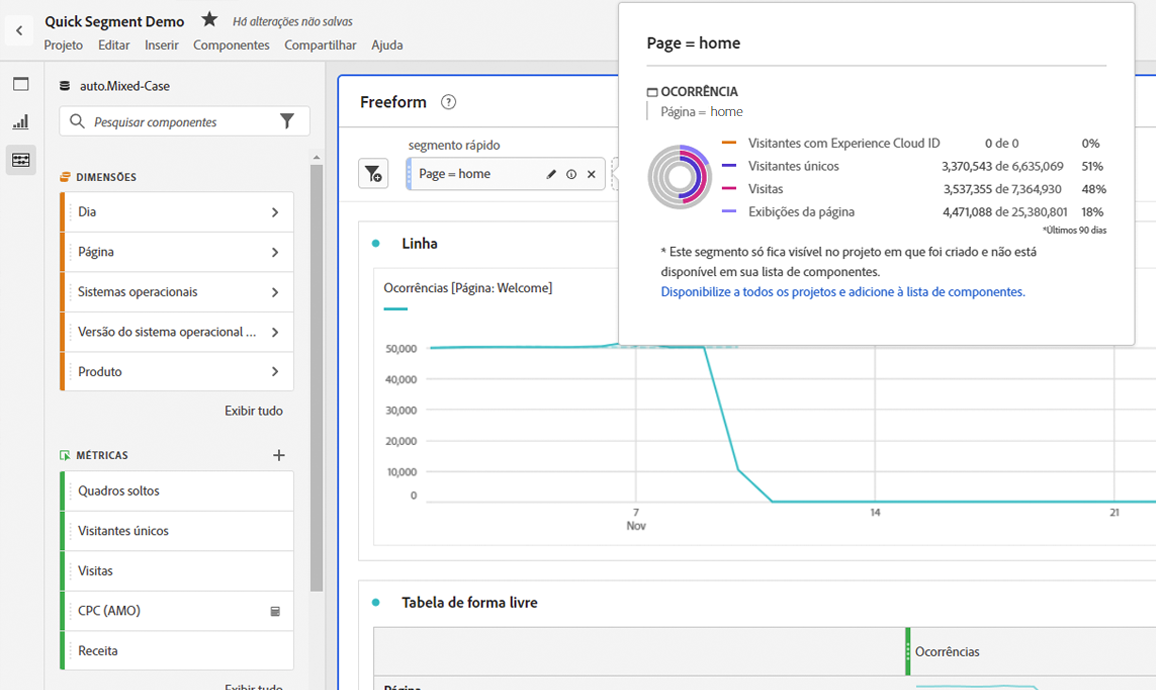 Quick Segment Demo ★ Há alterações não salvas
Projeto Editar Inserir Componentes Compartilhar Ajuda
auto.Mixed-Case
Pesquisar componentes
DIMENSÕES
Dia
Página
Sistemas operacionais
Versão do sistema operacional ...
Produto
Exibir tudo
MÉTRICAS
Quadros soltos
Visitantes únicos
Visitas
CPC (AMO)
Receita
Exibir tudo
Freeform
segmento rápido
Page = home
Linha
Ocorrências [Página: Welcome]
50,000
40,000
30,000
20,000
10,000
0
7 14 21
Nov
Tabela de forma livre
Ocorrências
Página
Page = home
OCORRÊNCIA
Página = home
Visitantes com Experience Cloud ID 0 de 0 0%
Visitantes únicos 3,370,543 de 6,635,069 51%
Visitas 3,537,355 de 7,364,930 48%
Exibições da página 4,471,088 de 25,380,801 18%
*Últimos 90 dias
* Este segmento só fica visível no projeto em que foi criado e não está
disponível em sua lista de componentes.
Disponibilize a todos os projetos e adicione à lista de componentes.